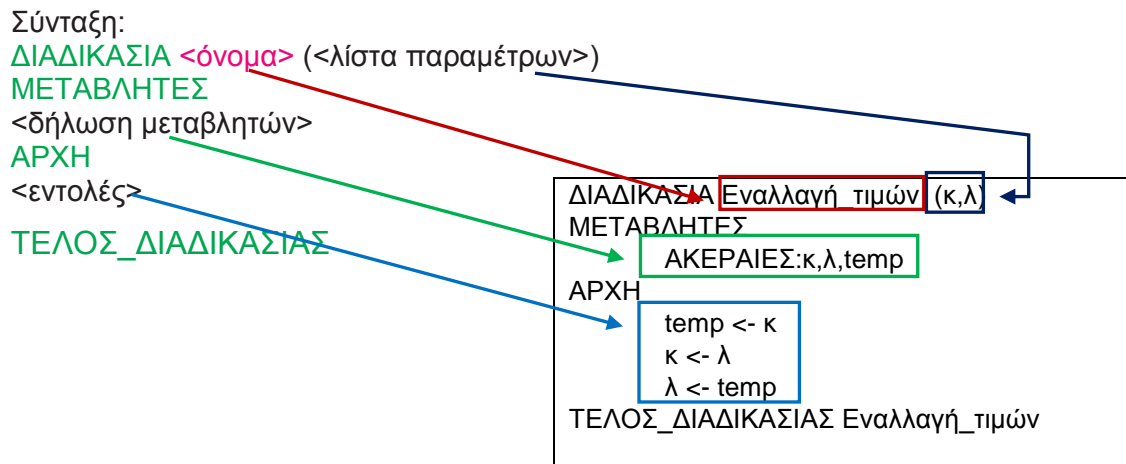 Σύνταξη:
ΔΙΑΔΙΚΑΣΙΑ <όνομα> (<λίστα παραμέτρων>)
ΜΕΤΑΒΛΗΤΕΣ
<δήλωση μεταβλητών>
ΑΡΧΗ
<εντολές>
ΤΕΛΟΣ_ΔΙΑΔΙΚΑΣΙΑΣ
ΔΙΑΔΙΚΑΣΙΑ Εναλλαγή_τιμών (κ,λ)
ΜΕΤΑΒΛΗΤΕΣ
ΑΚΕΡΑΙΕΣ:κ,λ,temp
ΑΡΧΗ
temp <- κ
κ <- λ
λ <- temp
ΤΕΛΟΣ_ΔΙΑΔΙΚΑΣΙΑΣ Εναλλαγή_τιμών